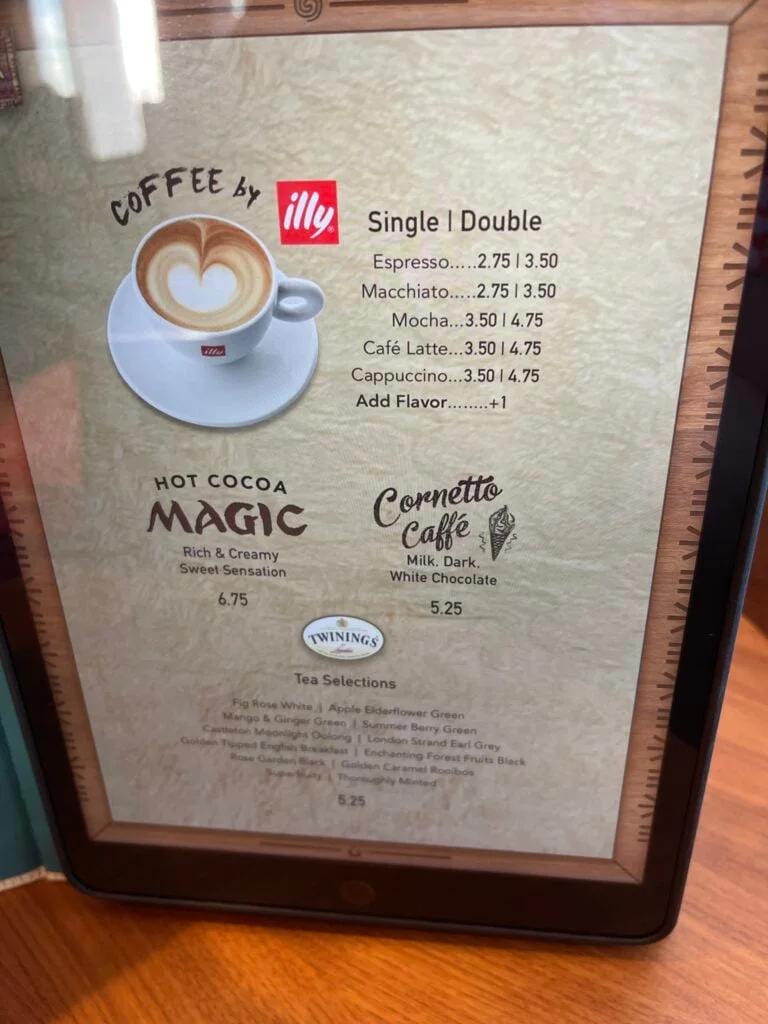 COFFEE by
illy
Single | Double
Espresso.....2.75 | 3.50
Macchiato.....2.75 | 3.50
Mocha...3.50 | 4.75
Café Latte...3.50 | 4.75
Cappuccino...3.50 | 4.75
Add Flavor........+1
illy
HOT COCOA
MAGIC
Rich & Creamy
Sweet Sensation
6.75
Cornetto
Caffé
Milk. Dark.
White Chocolate
5.25
TWININGS
Tea Selections
Fig Rose White | Apple Elderflower Green
Mango & Ginger Green | Summer Berry Green
Castleton Moonlight Oolong | London Strand Earl Grey
Golden Tipped English Breakfast | Enchanting Forest Fruits Black
Rose Garden Black | Golden Caramel Rooibos
Superfruity | Thoroughly Minted
5.25